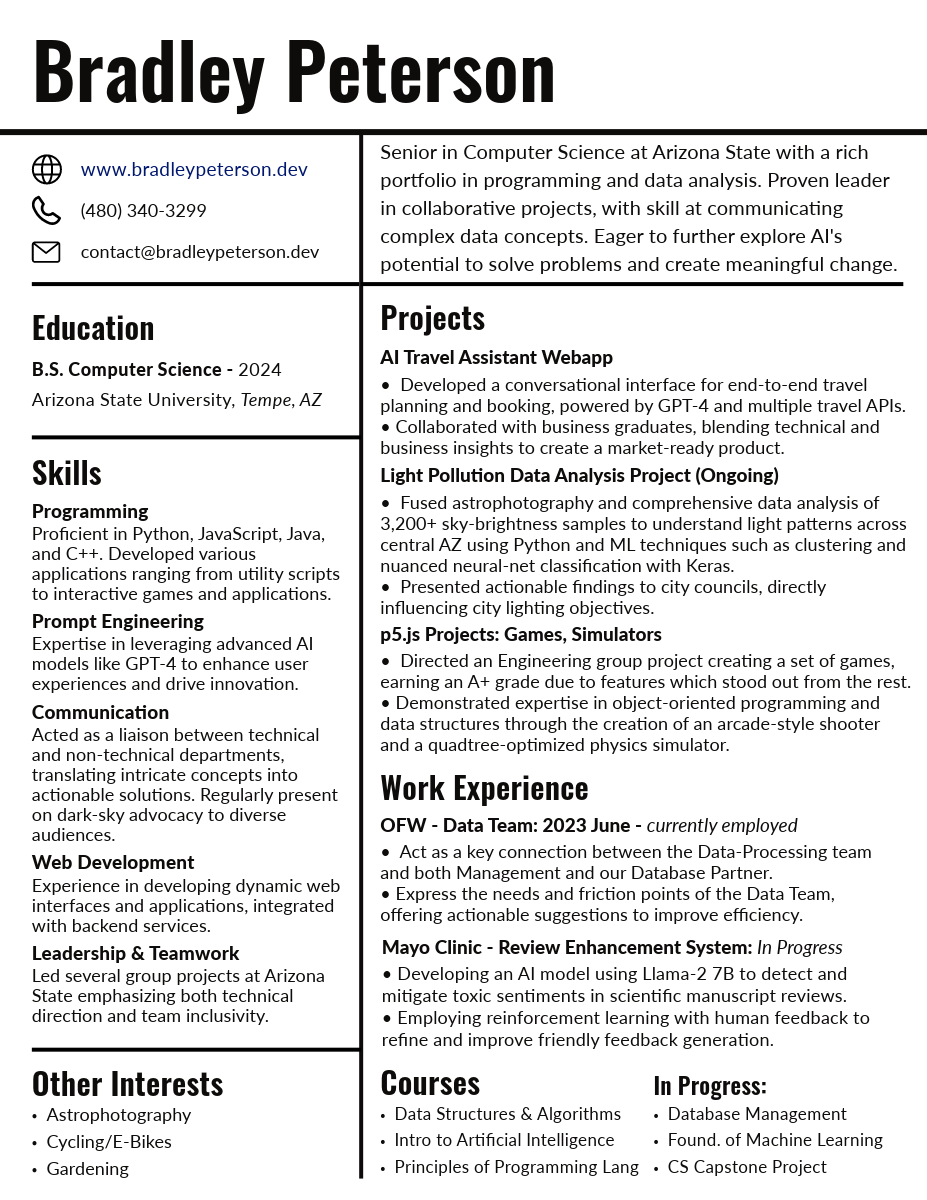 Bradley Peterson
www.bradleypeterson.dev
(480) 340-3299
contact@bradleypeterson.dev
Senior in Computer Science at Arizona State with a rich
portfolio in programming and data analysis. Proven leader
in collaborative projects, with skill at communicating
complex data concepts. Eager to further explore AI's
potential to solve problems and create meaningful change.
Education
B.S. Computer Science - 2024
Arizona State University, Tempe, AZ
Skills
Programming
Proficient in Python, JavaScript, Java,
and C++. Developed various
applications ranging from utility scripts
to interactive games and applications.
Prompt Engineering
Expertise in leveraging advanced AI
models like GPT-4 to enhance user
experiences and drive innovation.
Communication
Acted as a liaison between technical
and non-technical departments,
translating intricate concepts into
actionable solutions. Regularly present
on dark-sky advocacy to diverse
audiences.
Web Development
Experience in developing dynamic web
interfaces and applications, integrated
with backend services.
Leadership & Teamwork
Led several group projects at Arizona
State emphasizing both technical
direction and team inclusivity.
Other Interests
• Astrophotography
• Cycling/E-Bikes
• Gardening
Projects
AI Travel Assistant Webapp
• Developed a conversational interface for end-to-end travel
planning and booking, powered by GPT-4 and multiple travel APIs.
• Collaborated with business graduates, blending technical and
business insights to create a market-ready product.
Light Pollution Data Analysis Project (Ongoing)
• Fused astrophotography and comprehensive data analysis of
3,200+ sky-brightness samples to understand light patterns across
central AZ using Python and ML techniques such as clustering and
nuanced neural-net classification with Keras.
• Presented actionable findings to city councils, directly
influencing city lighting objectives.
p5.js Projects: Games, Simulators
• Directed an Engineering group project creating a set of games,
earning an A+ grade due to features which stood out from the rest.
• Demonstrated expertise in object-oriented programming and
data structures through the creation of an arcade-style shooter
and a quadtree-optimized physics simulator.
Work Experience
OFW - Data Team: 2023 June - currently employed
• Act as a key connection between the Data-Processing team
and both Management and our Database Partner.
• Express the needs and friction points of the Data Team,
offering actionable suggestions to improve efficiency.
Mayo Clinic - Review Enhancement System: In Progress
• Developing an AI model using Llama-2 7B to detect and
mitigate toxic sentiments in scientific manuscript reviews.
• Employing reinforcement learning with human feedback to
refine and improve friendly feedback generation.
Courses
• Data Structures & Algorithms
• Intro to Artificial Intelligence
• Principles of Programming Lang
In Progress:
• Database Management
• Found. of Machine Learning
• CS Capstone Project